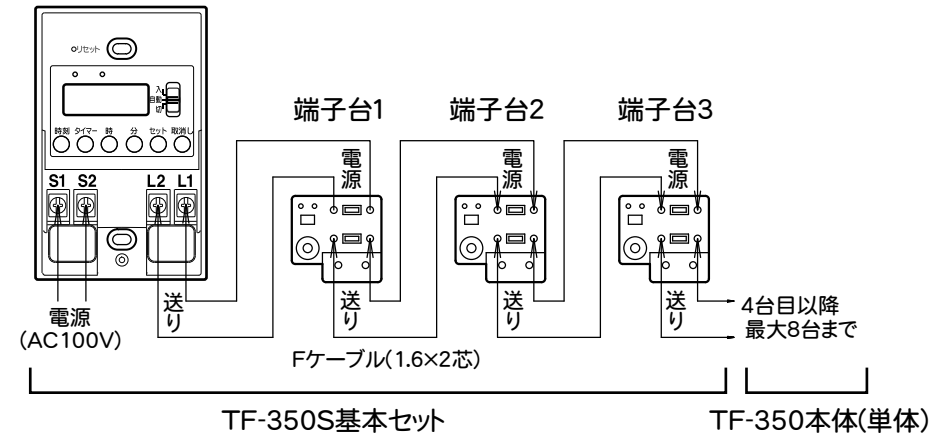 リセット
入
自動
切
時刻 タイマー 時 分 セット 取消し
S1 S2 L2 L1
端子台1 端子台2 端子台3
電源 電源 電源
送り 送り 送り 送り
電源
(AC100V)
Fケーブル(1.6×2芯)
4台目以降
最大8台まで
TF-350S基本セット
TF-350本体(単体)